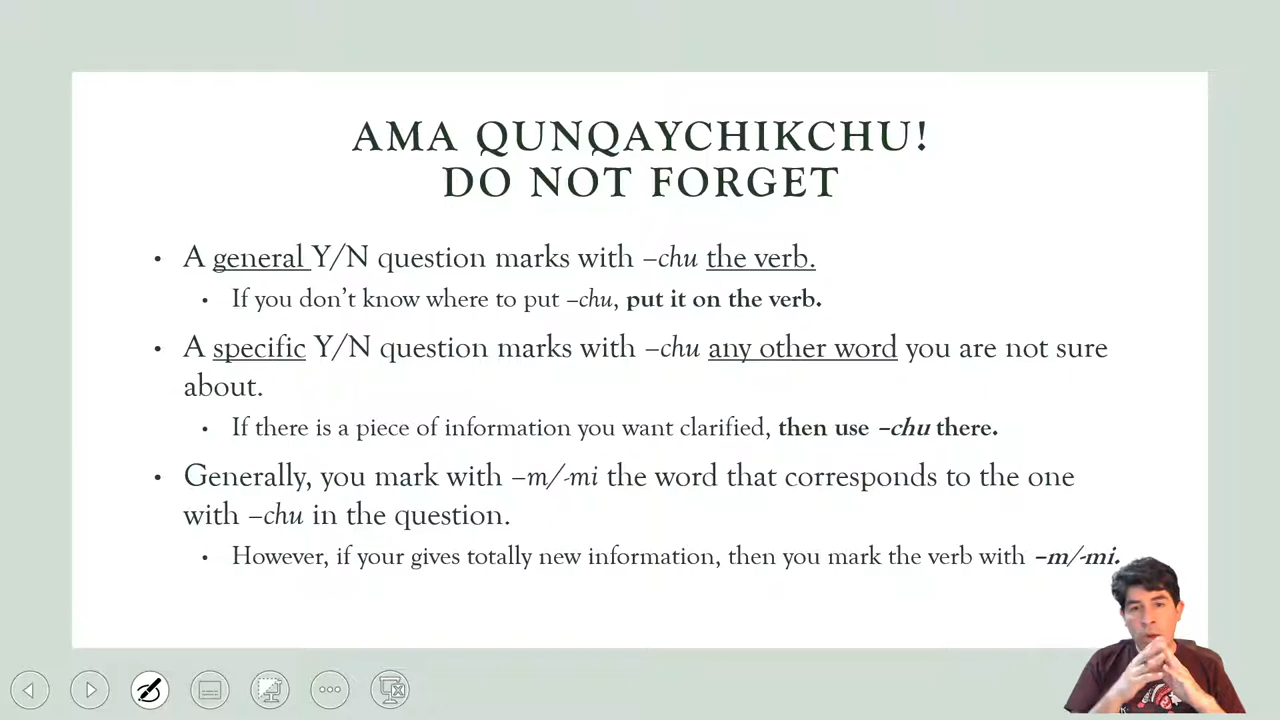 AMA QUNQAYCHIKCHU!
DO NOT FORGET
• A general Y/N question marks with –chu the verb.
• If you don't know where to put –chu, put it on the verb.
• A specific Y/N question marks with –chu any other word you are not sure
about.
• If there is a piece of information you want clarified, then use –chu there.
• Generally, you mark with –m/-mi the word that corresponds to the one
with –chu in the question.
• However, if your gives totally new information, then you mark the verb with –m/-mi.